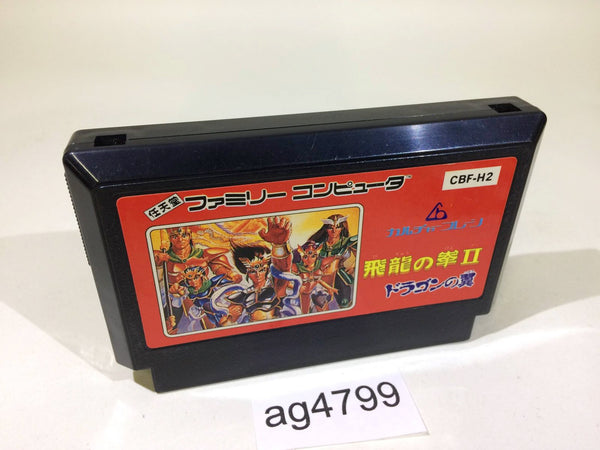 任天堂 ファミリー コンピュータ™
CBF-H2
カルチャーブレーン
飛龍の拳II
ドラゴンの翼
ag4799